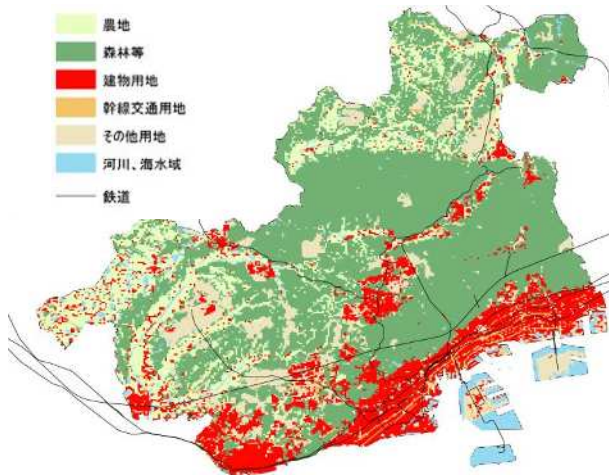 農地
森林等
建物用地
幹線交通用地
その他用地
河川、海水域
鉄道